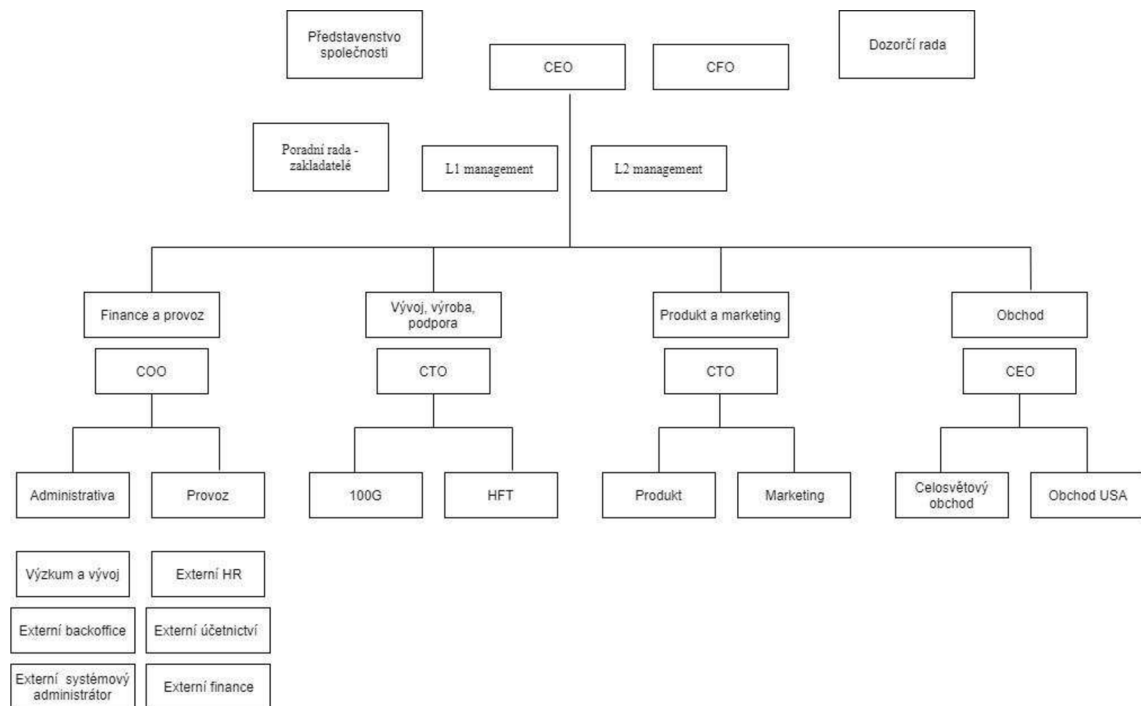 Představenstvo
společnosti
CEO
CFO
Dozorčí rada
Poradní rada -
zakladatelé
L1 management
L2 management
Finance a provoz
Vývoj, výroba,
podpora
Produkt a marketing
Obchod
COO
CTO
CTO
CEO
Administrativa
Provoz
100G
HFT
Produkt
Marketing
Celosvětový
obchod
Obchod USA
Výzkum a vývoj
Externí HR
Externí backoffice
Externí účetnictví
Externí systémový
administrátor
Externí finance